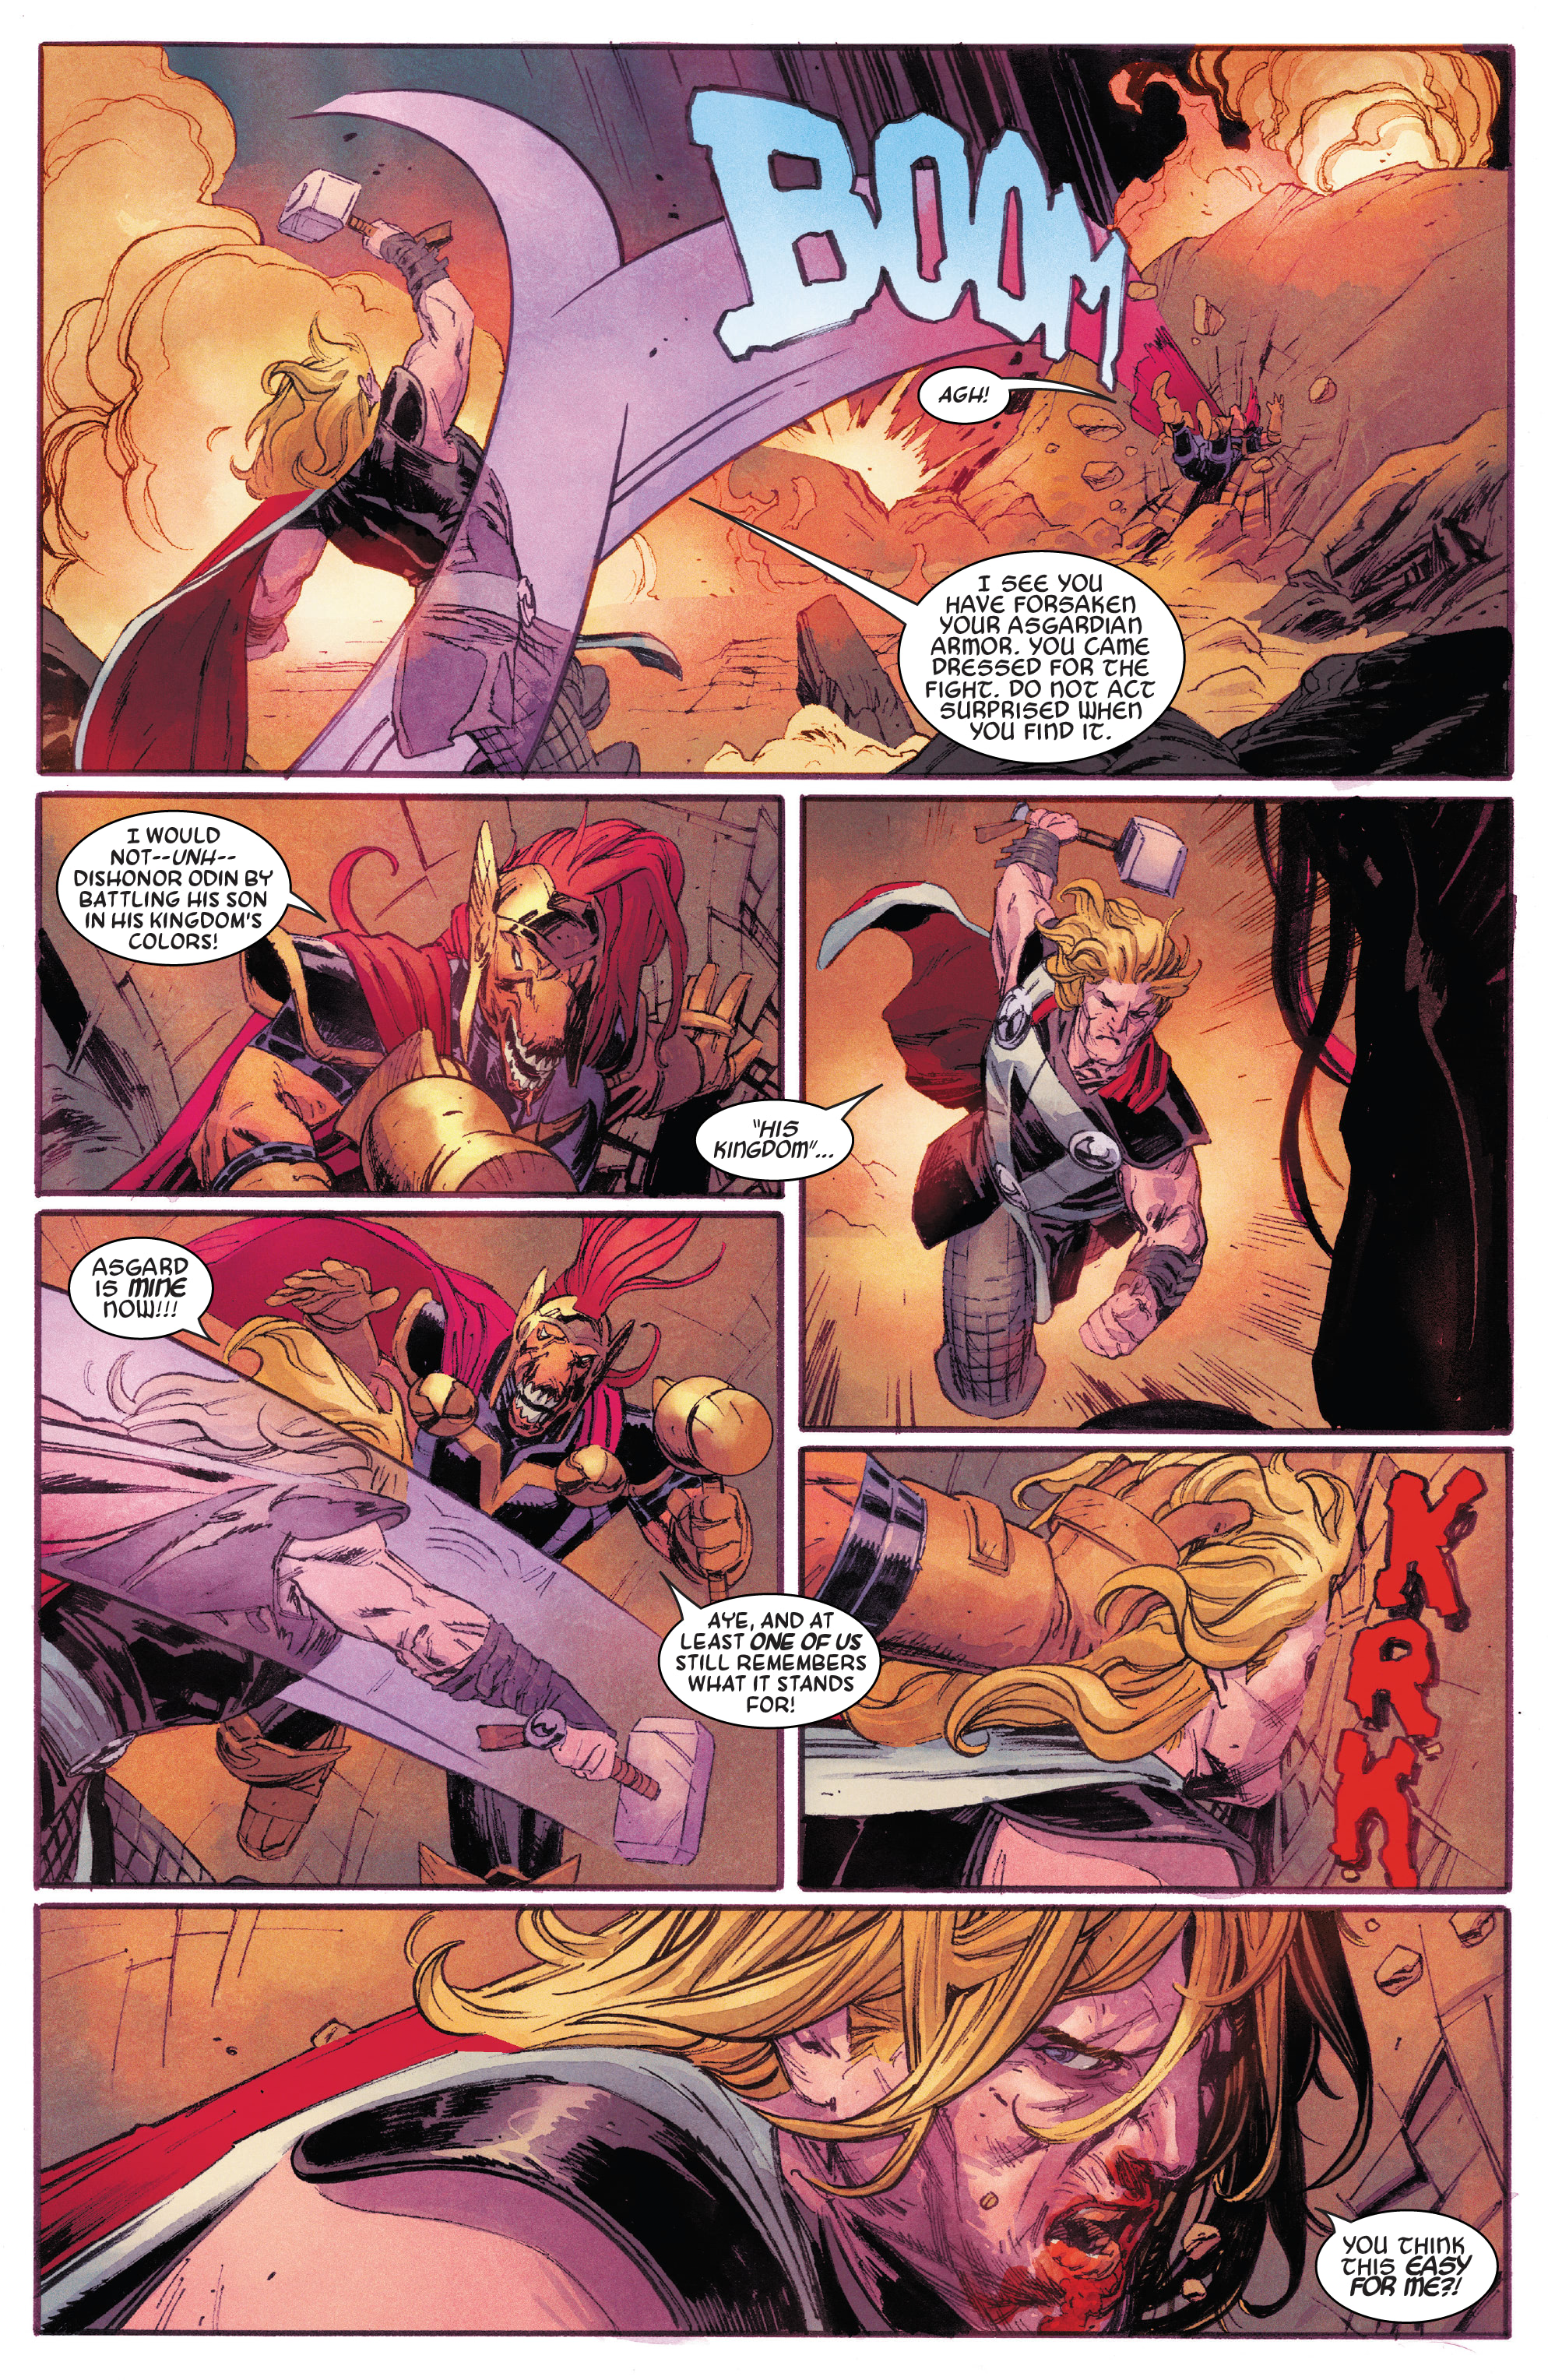 BOOM
AGH!
I SEE YOU
HAVE FORSAKEN
YOUR ASGARDIAN
ARMOR. YOU CAME
DRESSED FOR THE
FIGHT. DO NOT ACT
SURPRISED WHEN
YOU FIND IT.
I WOULD
NOT--UNH--
DISHONOR ODIN BY
BATTLING HIS SON
IN HIS KINGDOM'S
COLORS!
"HIS
KINGDOM"...
ASGARD
IS MINE
NOW!!!
AYE, AND AT
LEAST ONE OF US
STILL REMEMBERS
WHAT IT STANDS
FOR!
KRRK
YOU THINK
THIS EASY
FOR ME?!